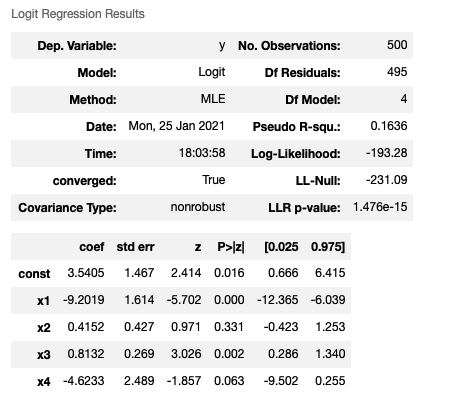 Logit Regression Results
Dep. Variable: y No. Observations: 500
Model: Logit Df Residuals: 495
Method: MLE Df Model: 4
Date: Mon, 25 Jan 2021 Pseudo R-squ.: 0.1636
Time: 18:03:58 Log-Likelihood: -193.28
converged: True LL-Null: -231.09
Covariance Type: nonrobust LLR p-value: 1.476e-15
coef std err z P>|z| [0.025 0.975]
const 3.5405 1.467 2.414 0.016 0.666 6.415
x1 -9.2019 1.614 -5.702 0.000 -12.365 -6.039
x2 0.4152 0.427 0.971 0.331 -0.423 1.253
x3 0.8132 0.269 3.026 0.002 0.286 1.340
x4 -4.6233 2.489 -1.857 0.063 -9.502 0.255